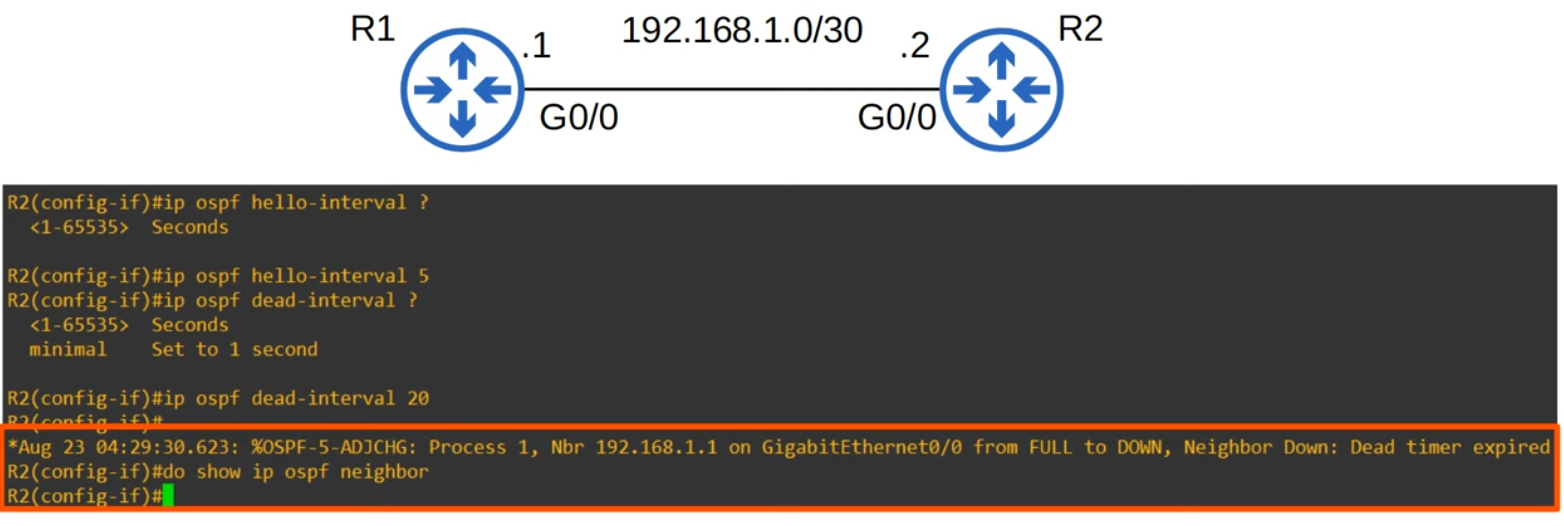 R1
192.168.1.0/30
R2
.1
.2
G0/0
G0/0
R2(config-if)#ip ospf hello-interval ?
<1-65535> Seconds
R2(config-if)#ip ospf hello-interval 5
R2(config-if)#ip ospf dead-interval ?
<1-65535> Seconds
minimal Set to 1 second
R2(config-if)#ip ospf dead-interval 20
R2(config-if)#
*Aug 23 04:29:30.623: %OSPF-5-ADJCHG: Process 1, Nbr 192.168.1.1 on GigabitEthernet0/0 from FULL to DOWN, Neighbor Down: Dead timer expired
R2(config-if)#do show ip ospf neighbor
R2(config-if)#